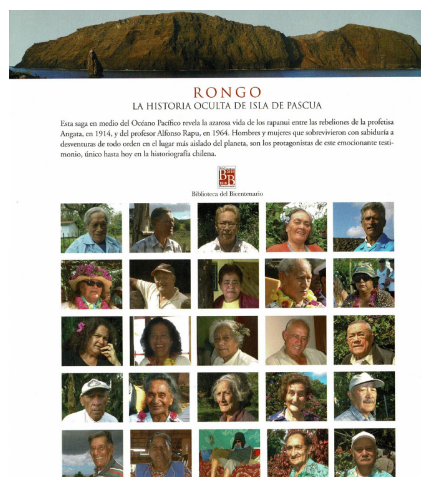 RONGO
LA HISTORIA OCULTA DE ISLA DE PASCUA
Esta saga en medio del Océano Pacífico revela la azarosa vida de los rapanui entre las rebeliones de la profetisa
Angata, en 1914, y del profesor Alfonso Rapu, en 1964. Hombres y mujeres que sobrevivieron con sabiduría a
desventuras de todo orden en el lugar más aislado del planeta, son los protagonistas de este emocionante testi-
monio, único hasta hoy en la historiografía chilena.
Biblioteca del Bicentenario